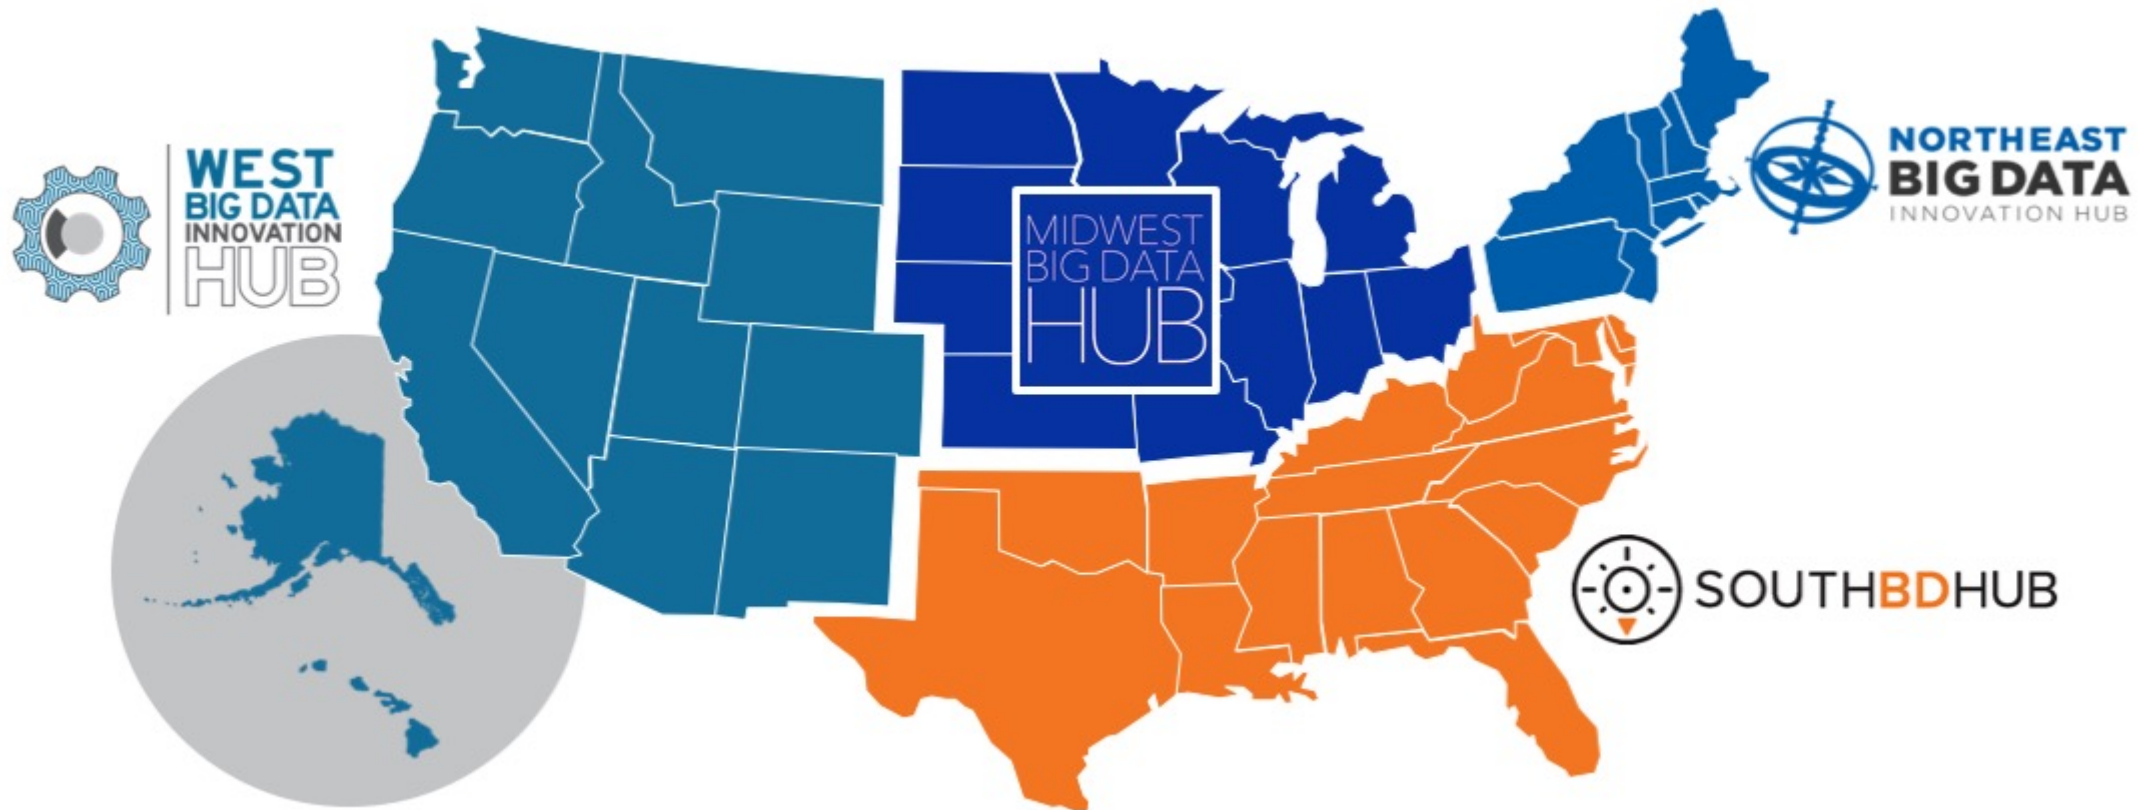 WEST
BIG DATA
INNOVATION
HUB
MIDWEST
BIG DATA
HUB
NORTHEAST
BIG DATA
INNOVATION HUB
SOUTHBDHUB